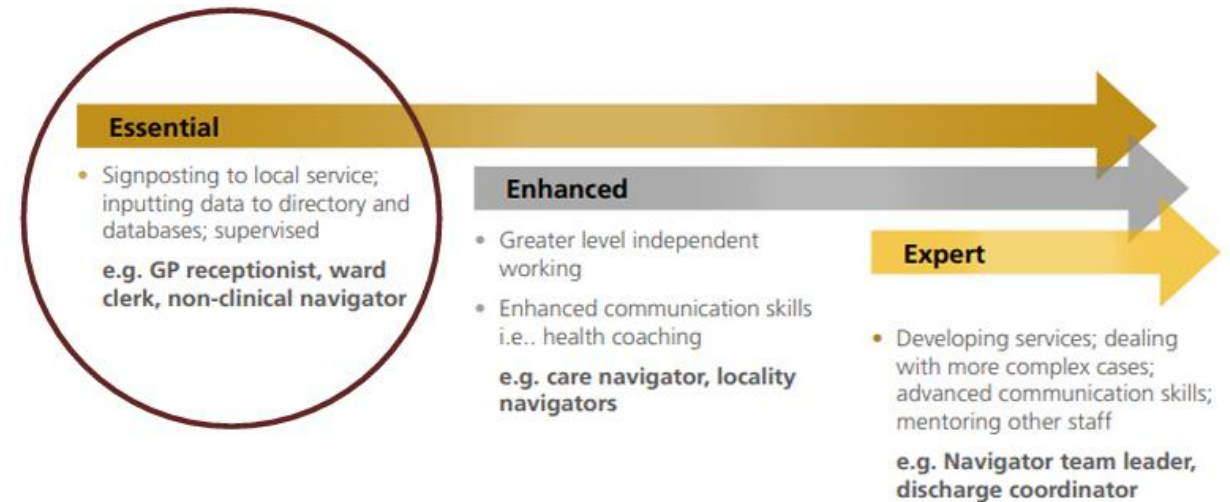 Essential
• Signposting to local service;
inputting data to directory and
databases; supervised
e.g. GP receptionist, ward
clerk, non-clinical navigator
Enhanced
• Greater level independent
working
• Enhanced communication skills
i.e.. health coaching
e.g. care navigator, locality
navigators
Expert
• Developing services; dealing
with more complex cases;
advanced communication skills;
mentoring other staff
e.g. Navigator team leader,
discharge coordinator